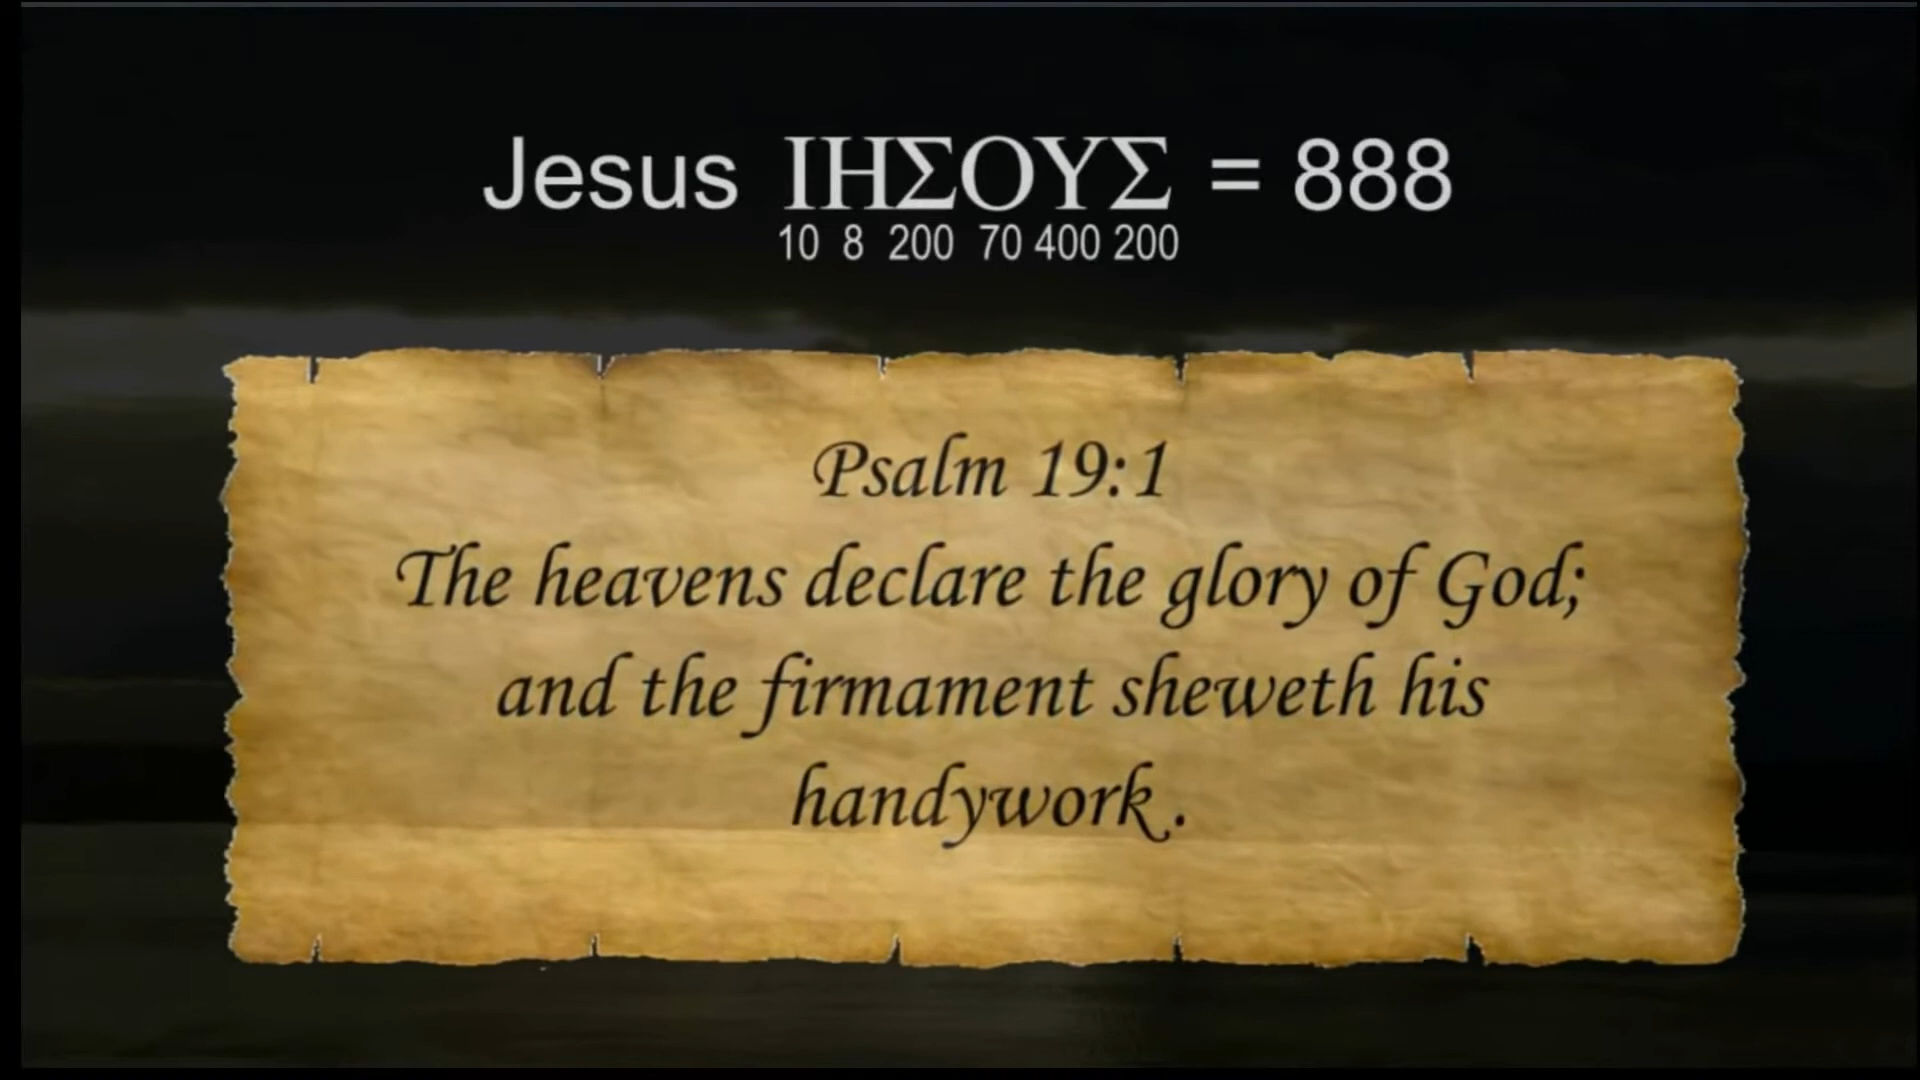 Jesus ΙΗΣΟΥΣ = 888
10 8 200 70 400 200
Psalm 19:1
The heavens declare the glory of God;
and the firmament sheweth his
handywork.